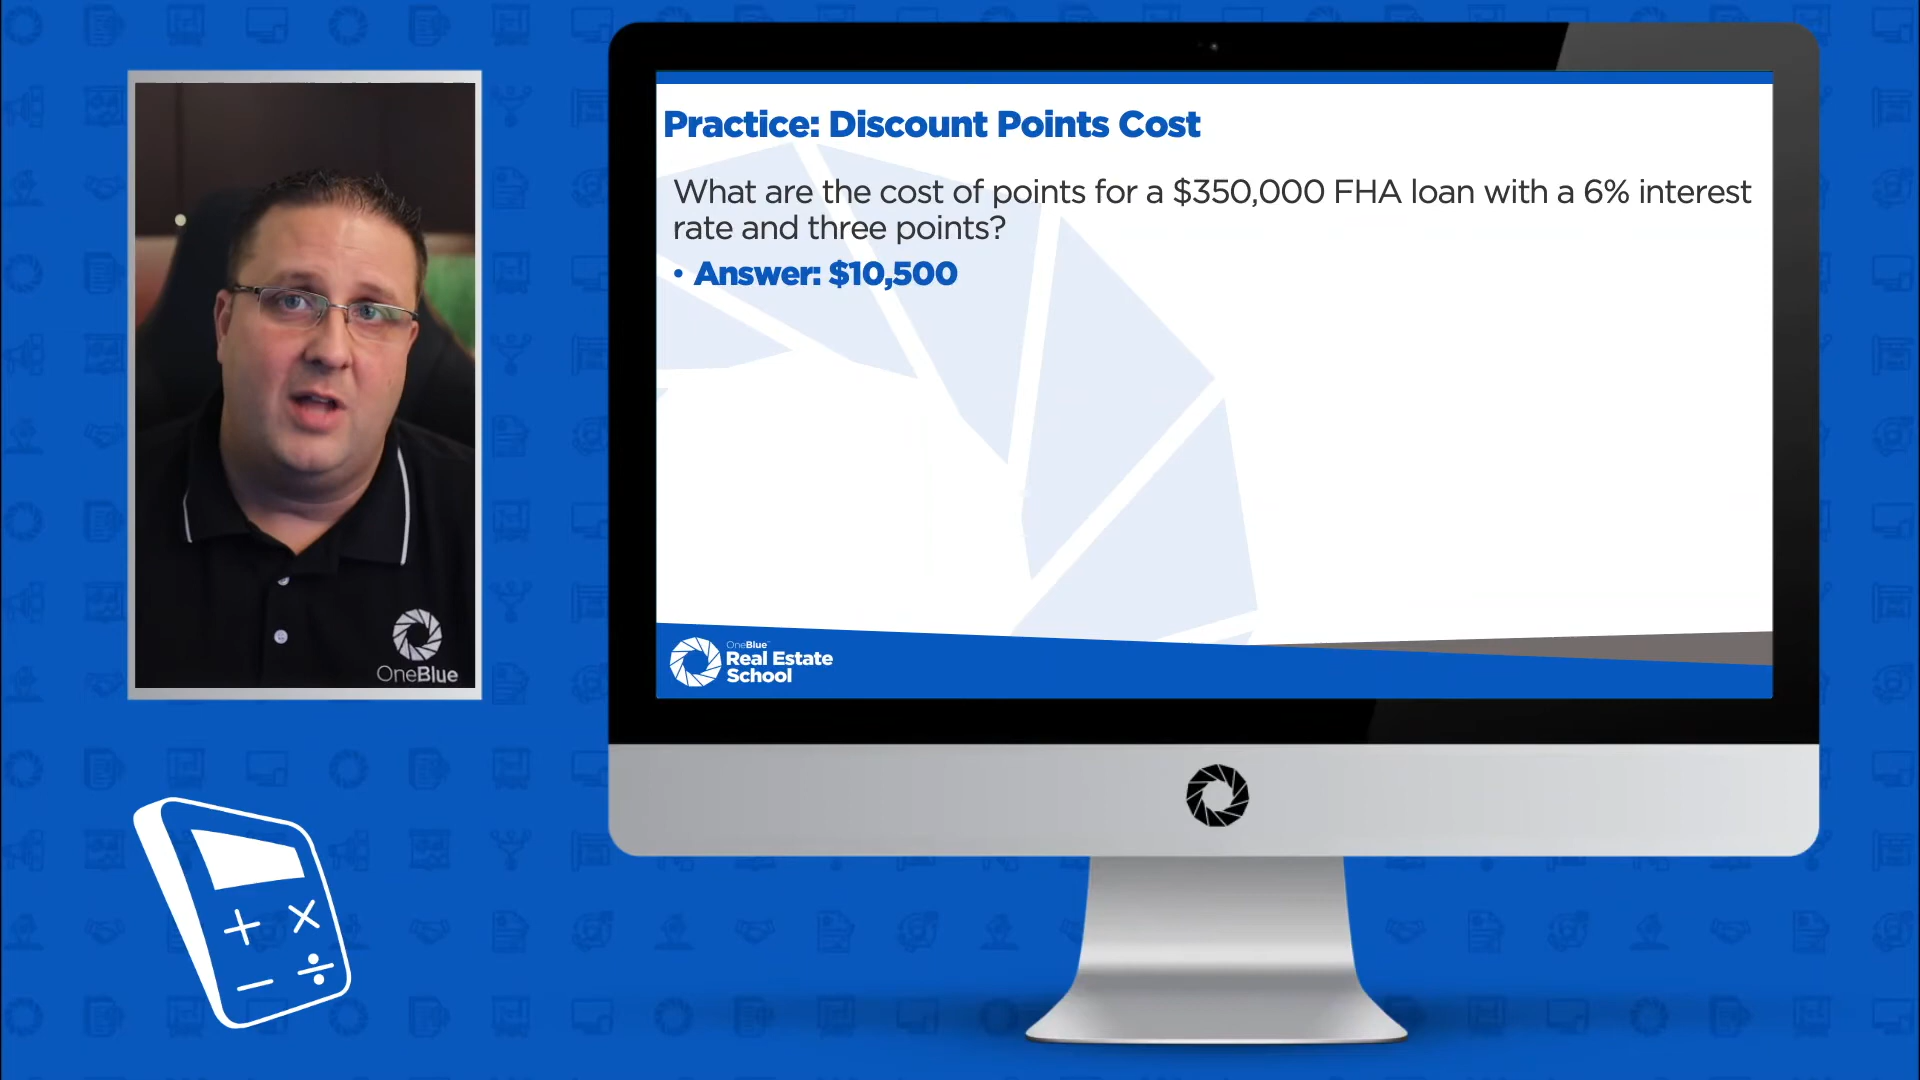 Practice: Discount Points Cost
What are the cost of points for a $350,000 FHA loan with a 6% interest
rate and three points?
• Answer: $10,500
OneBlue
Real Estate
School
OneBlue